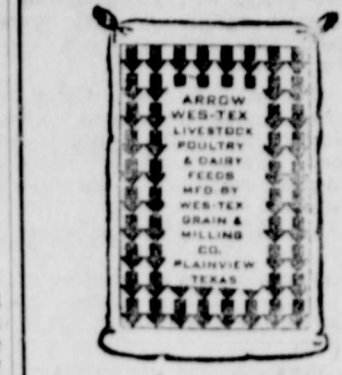 ARROW
WES-TEX
LIVESTOCK
POULTRY
& DAIRY
FEEDS
MFD BY
WES-TEX
GRAIN &
MILLING
CO.
PLAINVIEW
TEXAS